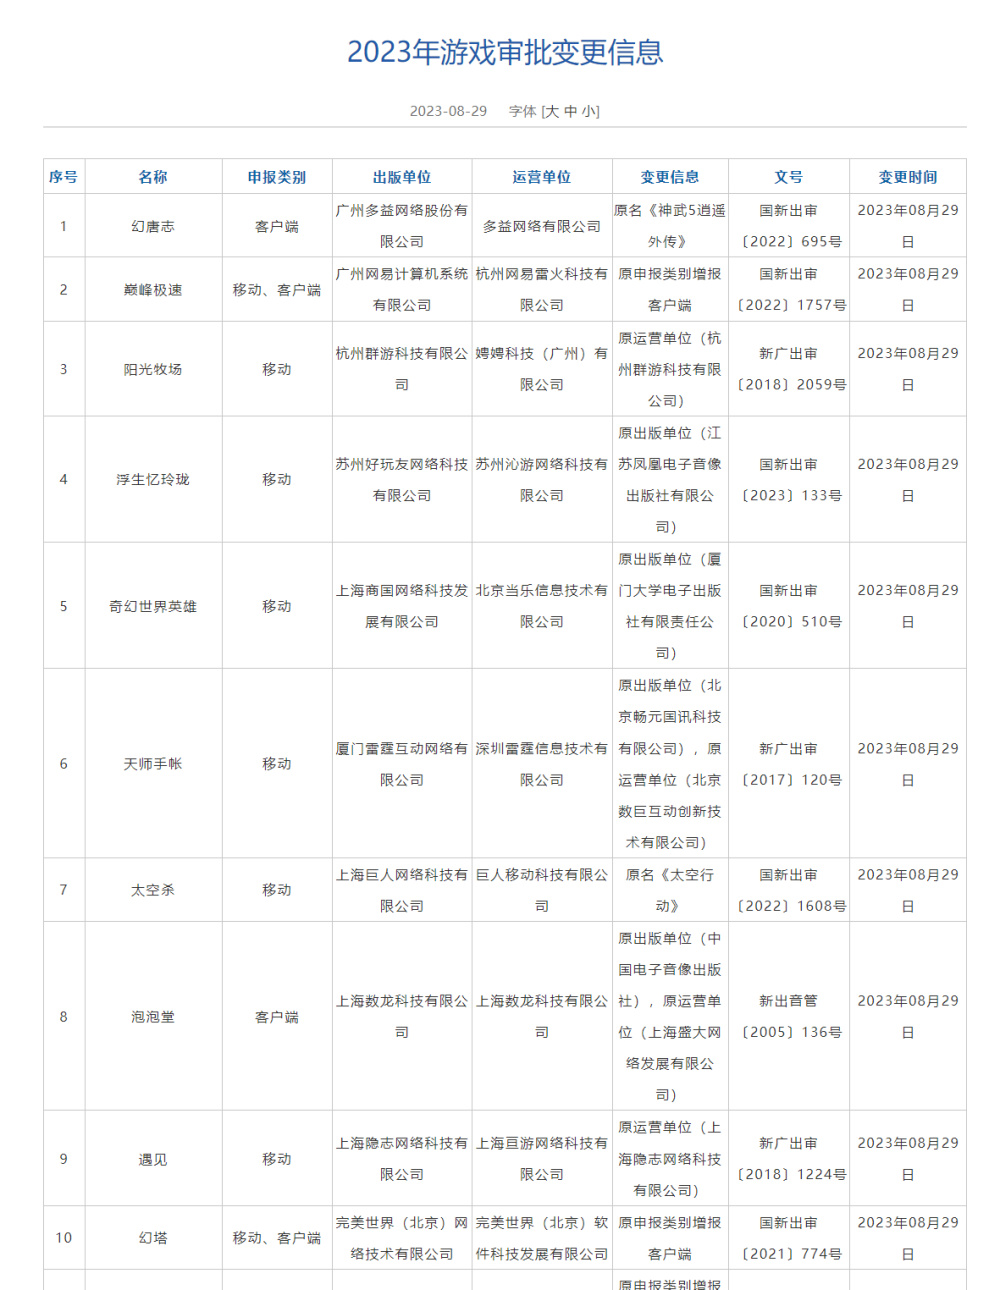 2023年游戏审批变更信息
2023-08-29 字体 [大 中 小]
序号 名称 申报类别 出版单位 运营单位 变更信息 文号 变更时间
1 幻唐志 客户端 广州多益网络股份有限公司 多益网络有限公司 原名《神武5逍遥外传》 国新出审〔2022〕695号 2023年08月29日
2 巅峰极速 移动、客户端 广州网易计算机系统有限公司 杭州网易雷火科技有限公司 原申报类别增报客户端 国新出审〔2022〕1757号 2023年08月29日
3 阳光牧场 移动 杭州群游科技有限公司 娉娉科技（广州）有限公司 原运营单位（杭州群游科技有限公司） 新广出审〔2018〕2059号 2023年08月29日
4 浮生忆玲珑 移动 苏州好玩友网络科技有限公司 苏州沁游网络科技有限公司 原出版单位（江苏凤凰电子音像出版社有限公司） 国新出审〔2023〕133号 2023年08月29日
5 奇幻世界英雄 移动 上海商国网络科技发展有限公司 北京当乐信息技术有限公司 原出版单位（厦门大学电子出版社有限责任公司） 国新出审〔2020〕510号 2023年08月29日
6 天师手帐 移动 厦门雷霆互动网络有限公司 深圳雷霆信息技术有限公司 原出版单位（北京畅元国讯科技有限公司），原运营单位（北京数巨互动创新技术有限公司） 新广出审〔2017〕120号 2023年08月29日
7 太空杀 移动 上海巨人网络科技有限公司 巨人移动科技有限公司 原名《太空行动》 国新出审〔2022〕1608号 2023年08月29日
8 泡泡堂 客户端 上海数龙科技有限公司 上海数龙科技有限公司 原出版单位（中国电子音像出版社），原运营单位（上海盛大网络发展有限公司） 新出音管〔2005〕136号 2023年08月29日
9 遇见 移动 上海隐志网络科技有限公司 上海亘游网络科技有限公司 原运营单位（上海隐志网络科技有限公司） 新广出审〔2018〕1224号 2023年08月29日
10 幻塔 移动、客户端 完美世界（北京）网络技术有限公司 完美世界（北京）软件科技发展有限公司 原申报类别增报客户端 国新出审〔2021〕774号 2023年08月29日
原申报类别增报